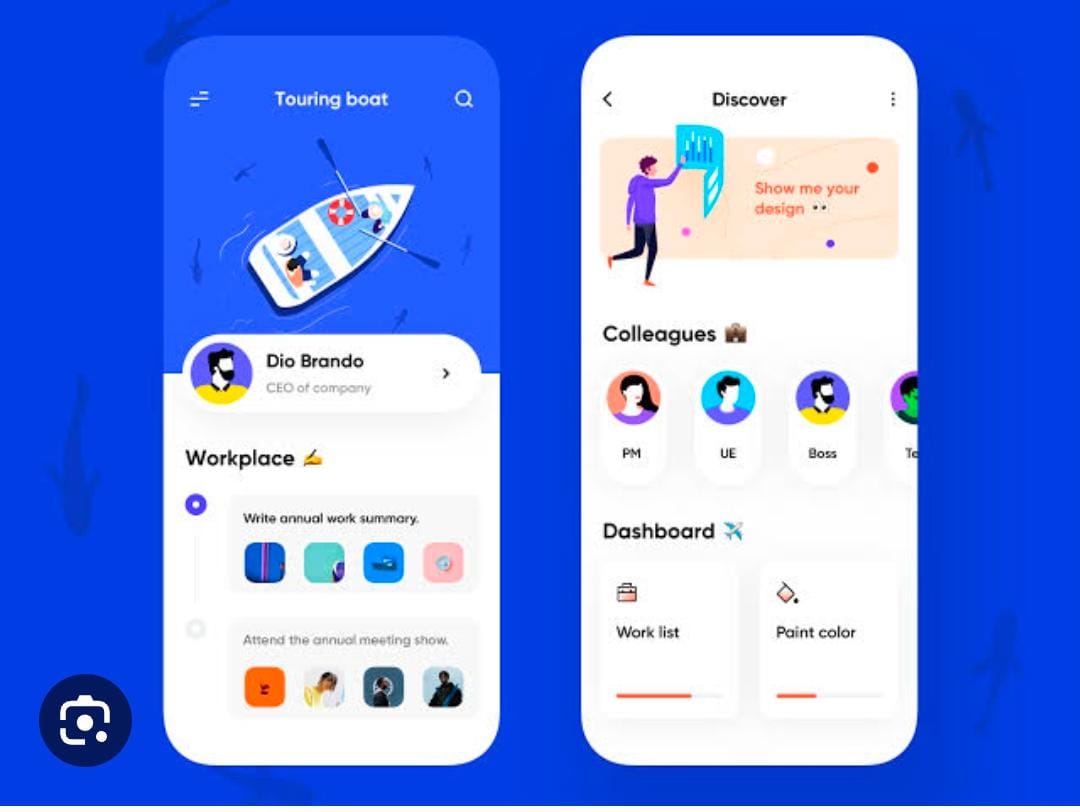 Touring boat
Dio Brando
CEO of company
Workplace ✍️
Write annual work summary.
Attend the annual meeting show.
Discover
Show me your
design 👀
Colleagues 💼
PM
UE
Boss
Te
Dashboard ✈️
Work list
Paint color